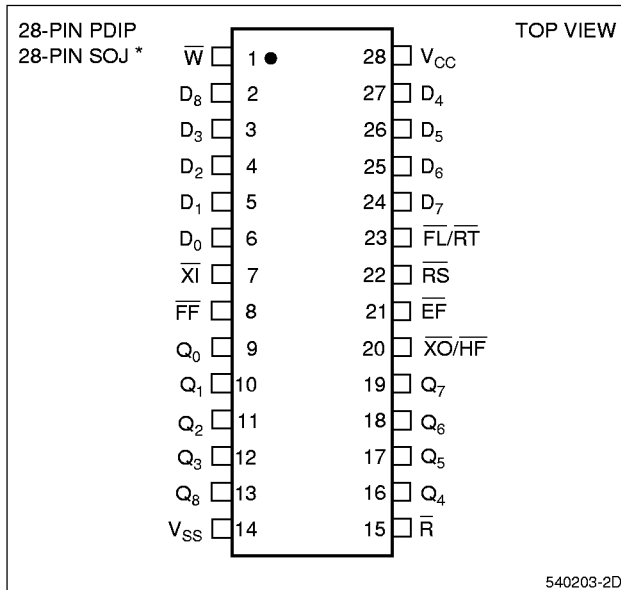 28-PIN PDIP TOP VIEW
28-PIN SOJ *
W̅ 1 28 V_CC
D₈ 2 27 D₄
D₃ 3 26 D₅
D₂ 4 25 D₆
D₁ 5 24 D₇
D₀ 6 23 F̅L̅/R̅T̅
X̅I̅ 7 22 R̅S̅
F̅F̅ 8 21 E̅F̅
Q₀ 9 20 X̅O̅/H̅F̅
Q₁ 10 19 Q₇
Q₂ 11 18 Q₆
Q₃ 12 17 Q₅
Q₈ 13 16 Q₄
V_SS 14 15 R̅
540203-2D